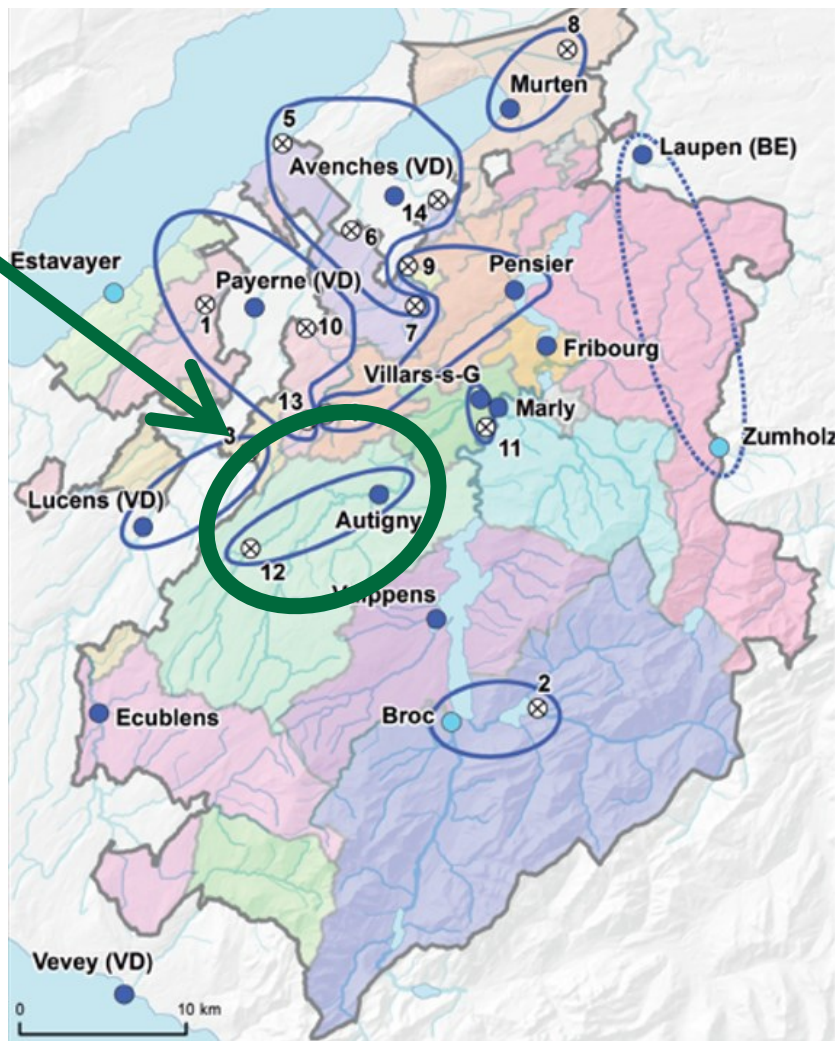 8
Murten
5
Laupen (BE)
Avenches (VD)
14
6
Estavayer
9
Payerne (VD)
Pensier
1
10
7
Fribourg
Villars-s-G
13
Marly
3
11
Zumholz
Lucens (VD)
Autigny
12
Vuippens
2
Broc
Ecublens
Vevey (VD)
0 10 km